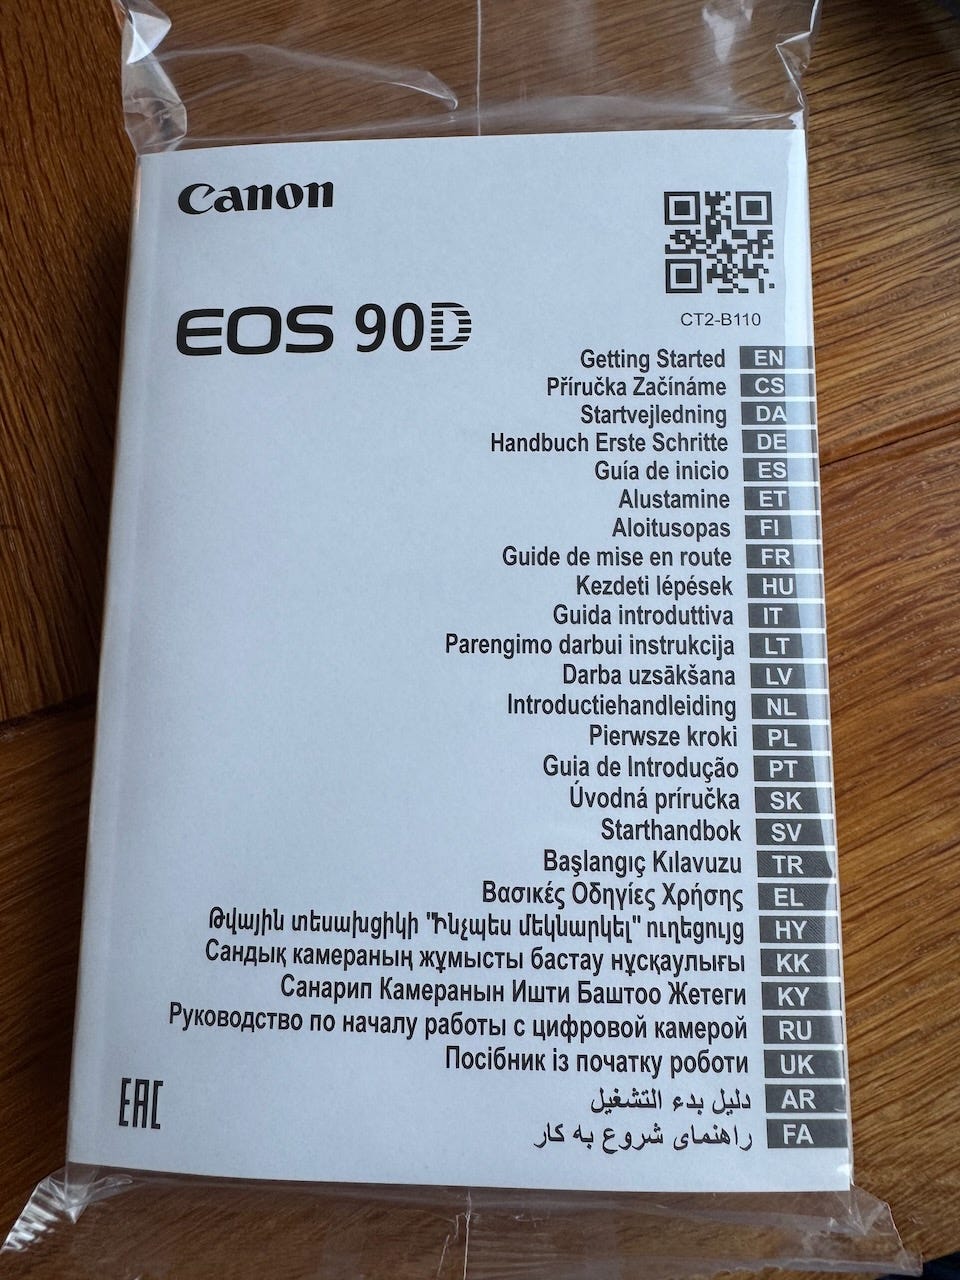 Canon
CT2-B110
EOS 90D
Getting Started EN
Příručka Začínáme CS
Startvejledning DA
Handbuch Erste Schritte DE
Guía de inicio ES
Alustamine ET
Aloitusopas FI
Guide de mise en route FR
Kezdeti lépések HU
Guida introduttiva IT
Parengimo darbui instrukcija LT
Darba uzsākšana LV
Introductiehandleiding NL
Pierwsze kroki PL
Guia de Introdução PT
Úvodná príručka SK
Starthandbok SV
Başlangıç Kılavuzu TR
Βασικές Οδηγίες Χρήσης EL
Թվային տեսախցիկի "Ինչպես մեկնարկել" ուղեցույց HY
Сандық камераның жұмысты бастау нұсқаулығы KK
Санарип Камеранын Ишти Баштоо Жетеги KY
Руководство по началу работы с цифровой камерой RU
Посібник із початку роботи UK
دليل بدء التشغيل AR
راهنمای شروع به کار FA
EAC